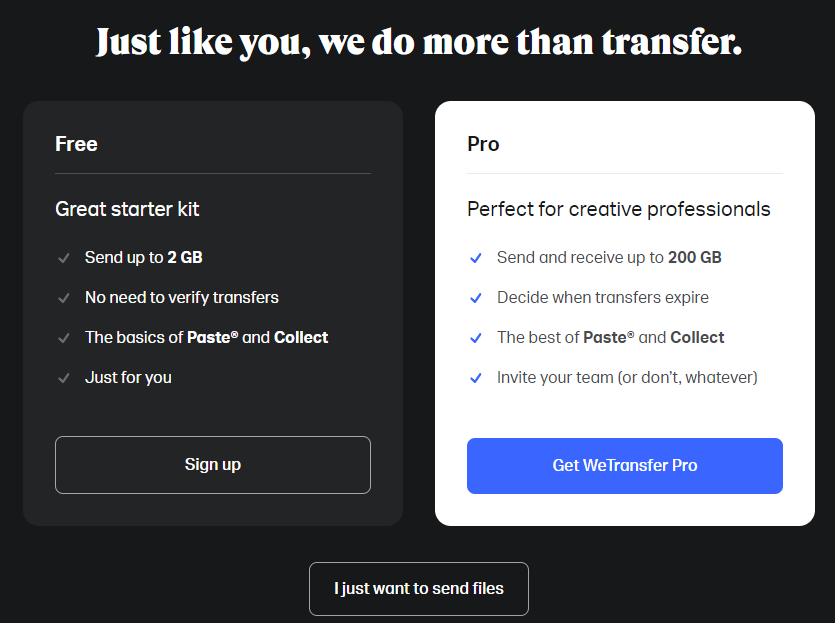 Just like you, we do more than transfer.
Free
Great starter kit
Send up to 2 GB
No need to verify transfers
The basics of Paste® and Collect
Just for you
Sign up
Pro
Perfect for creative professionals
Send and receive up to 200 GB
Decide when transfers expire
The best of Paste® and Collect
Invite your team (or don't, whatever)
Get WeTransfer Pro
I just want to send files